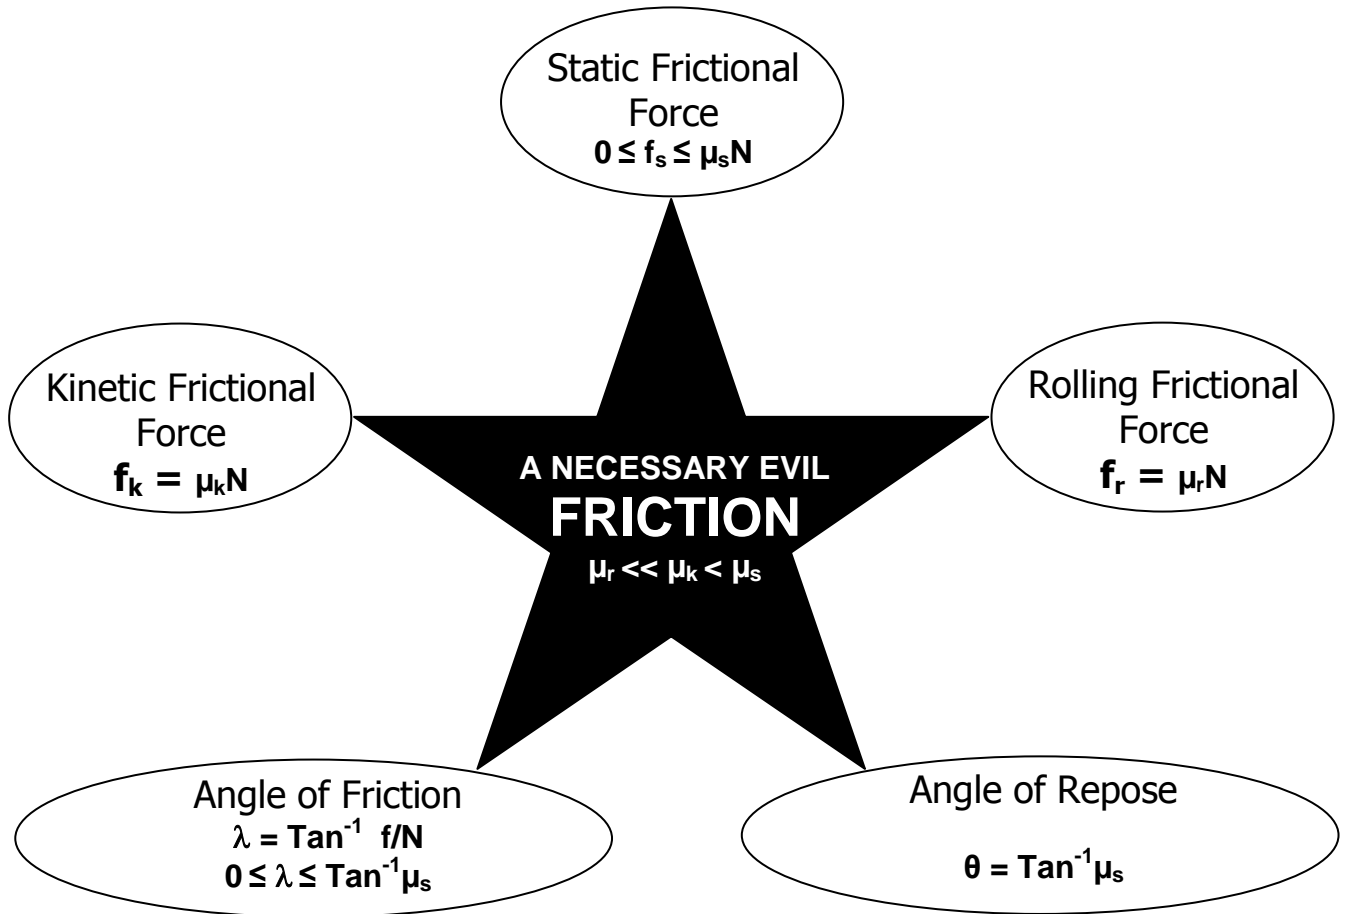 Static Frictional
Force
0 ≤ fₛ ≤ µₛN
Kinetic Frictional
Force
fₖ = µₖN
Rolling Frictional
Force
fᵣ = µᵣN
A NECESSARY EVIL
FRICTION
µᵣ << µₖ < µₛ
Angle of Friction
λ = Tan⁻¹ f/N
0 ≤ λ ≤ Tan⁻¹µₛ
Angle of Repose
θ = Tan⁻¹µₛ